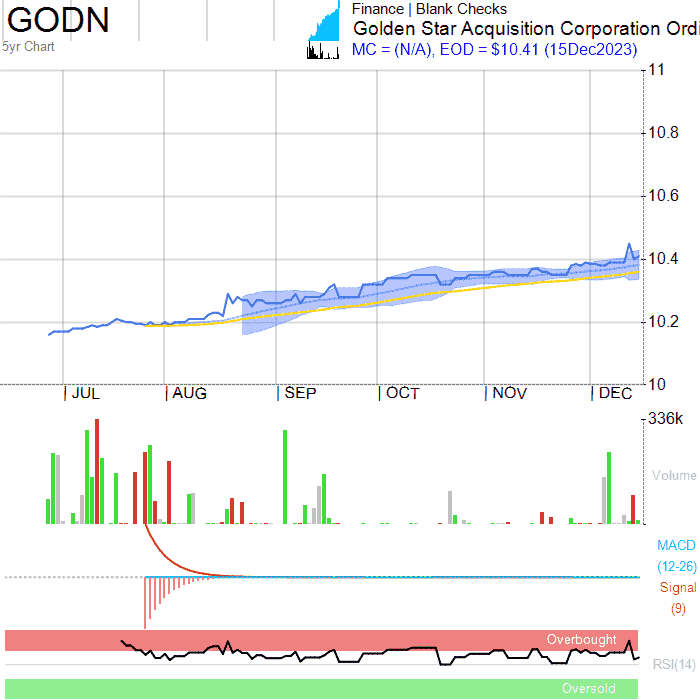 GODN
5yr Chart
Finance | Blank Checks
Golden Star Acquisition Corporation Ordi
MC = (N/A), EOD = $10.41 (15Dec2023)
11
10.8
10.6
10.4
10.2
10
JUL AUG SEP OCT NOV DEC
336k
Volume
MACD
(12-26)
Signal
(9)
Overbought
RSI(14)
Oversold